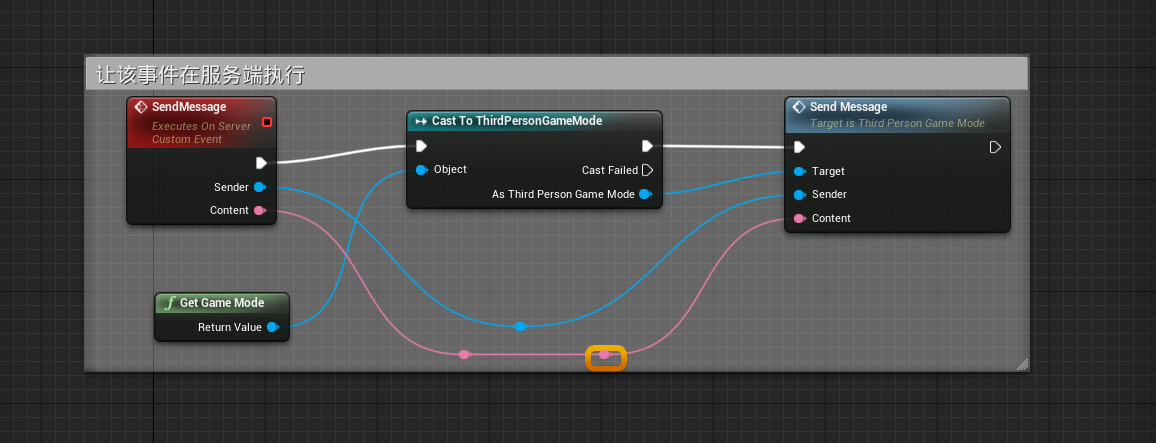 让该事件在服务端执行
SendMessage
Executes On Server
Custom Event
Sender
Content
Cast To ThirdPersonGameMode
Object
Cast Failed
As Third Person Game Mode
Send Message
Target is Third Person Game Mode
Target
Sender
Content
f Get Game Mode
Return Value